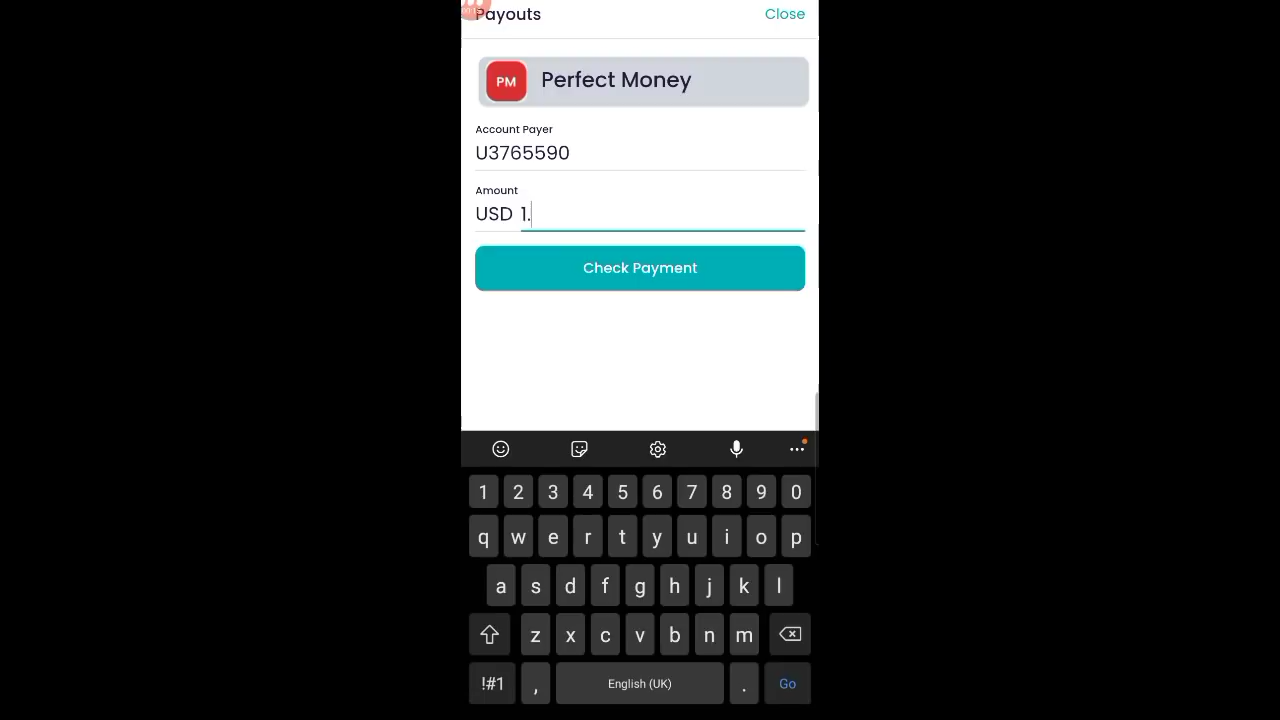 Payouts
Close
PM
Perfect Money
Account Payer
U3765590
Amount
USD 1.
Check Payment
1 2 3 4 5 6 7 8 9 0
q w e r t y u i o p
a s d f g h j k l
z x c v b n m
!#1 , English (UK) . Go